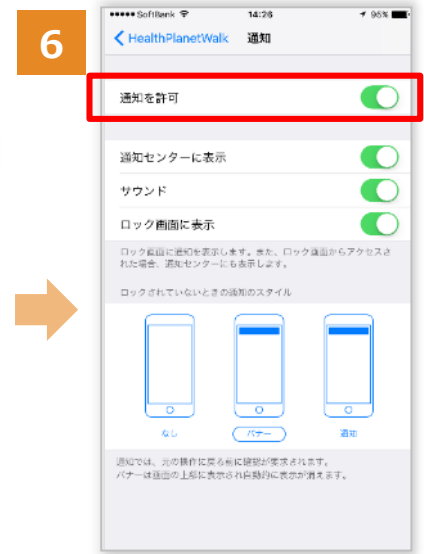 6
SoftBank 14:26 95%
HealthPlanetWalk 通知
通知を許可
通知センターに表示
サウンド
ロック画面に表示
ロック画面に通知を表示します。また、ロック画面からアクセスさ
れた場合、通知センターにも表示します。
ロックされていないときの通知のスタイル
なし バナー 通知
通知では、元の操作に戻る前に確認が要求されます。
バナーは画面の上部に表示され自動的に表示が消えます。